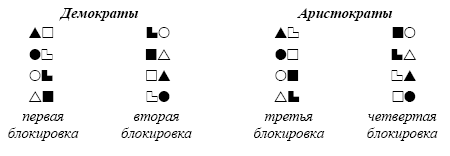 Демократы Аристократы
первая вторая третья четвертая
блокировка блокировка блокировка блокировка